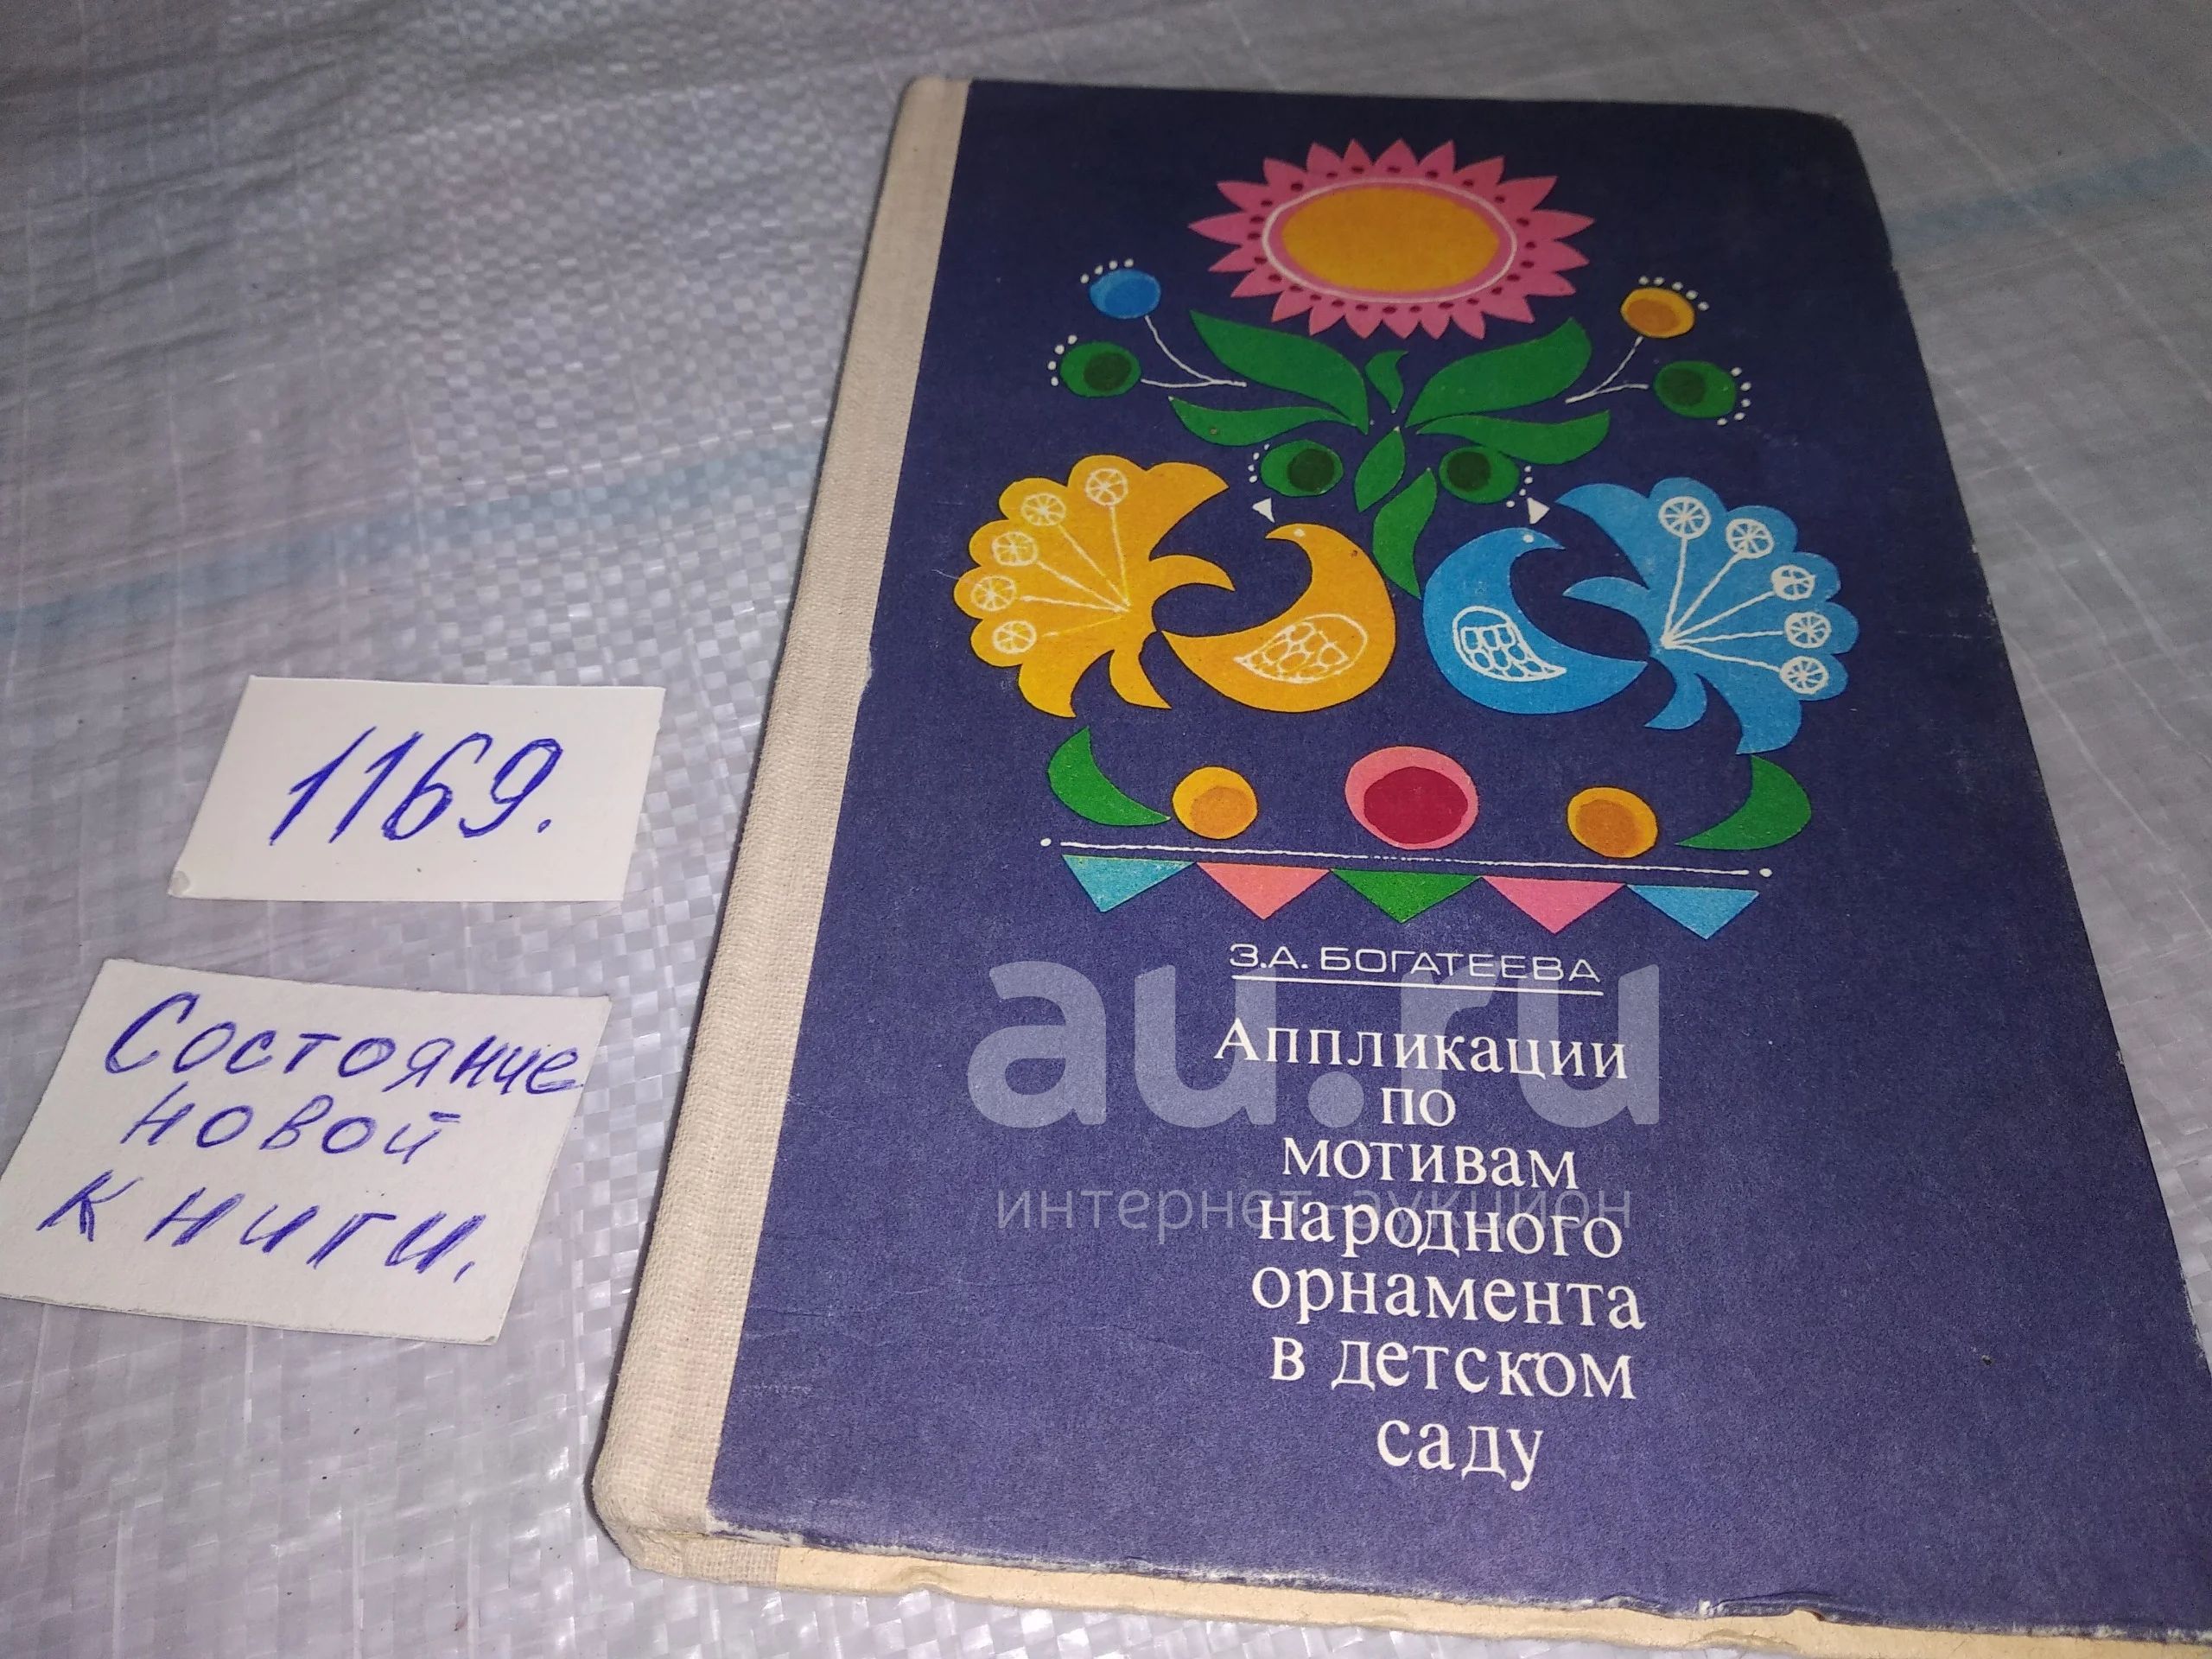 1169.
Состояние
новой
книги.
З.А. БОГАТЕЕВА
Аппликации
по
мотивам
народного
орнамента
в детском
саду
au.ru
интернет-аукцион